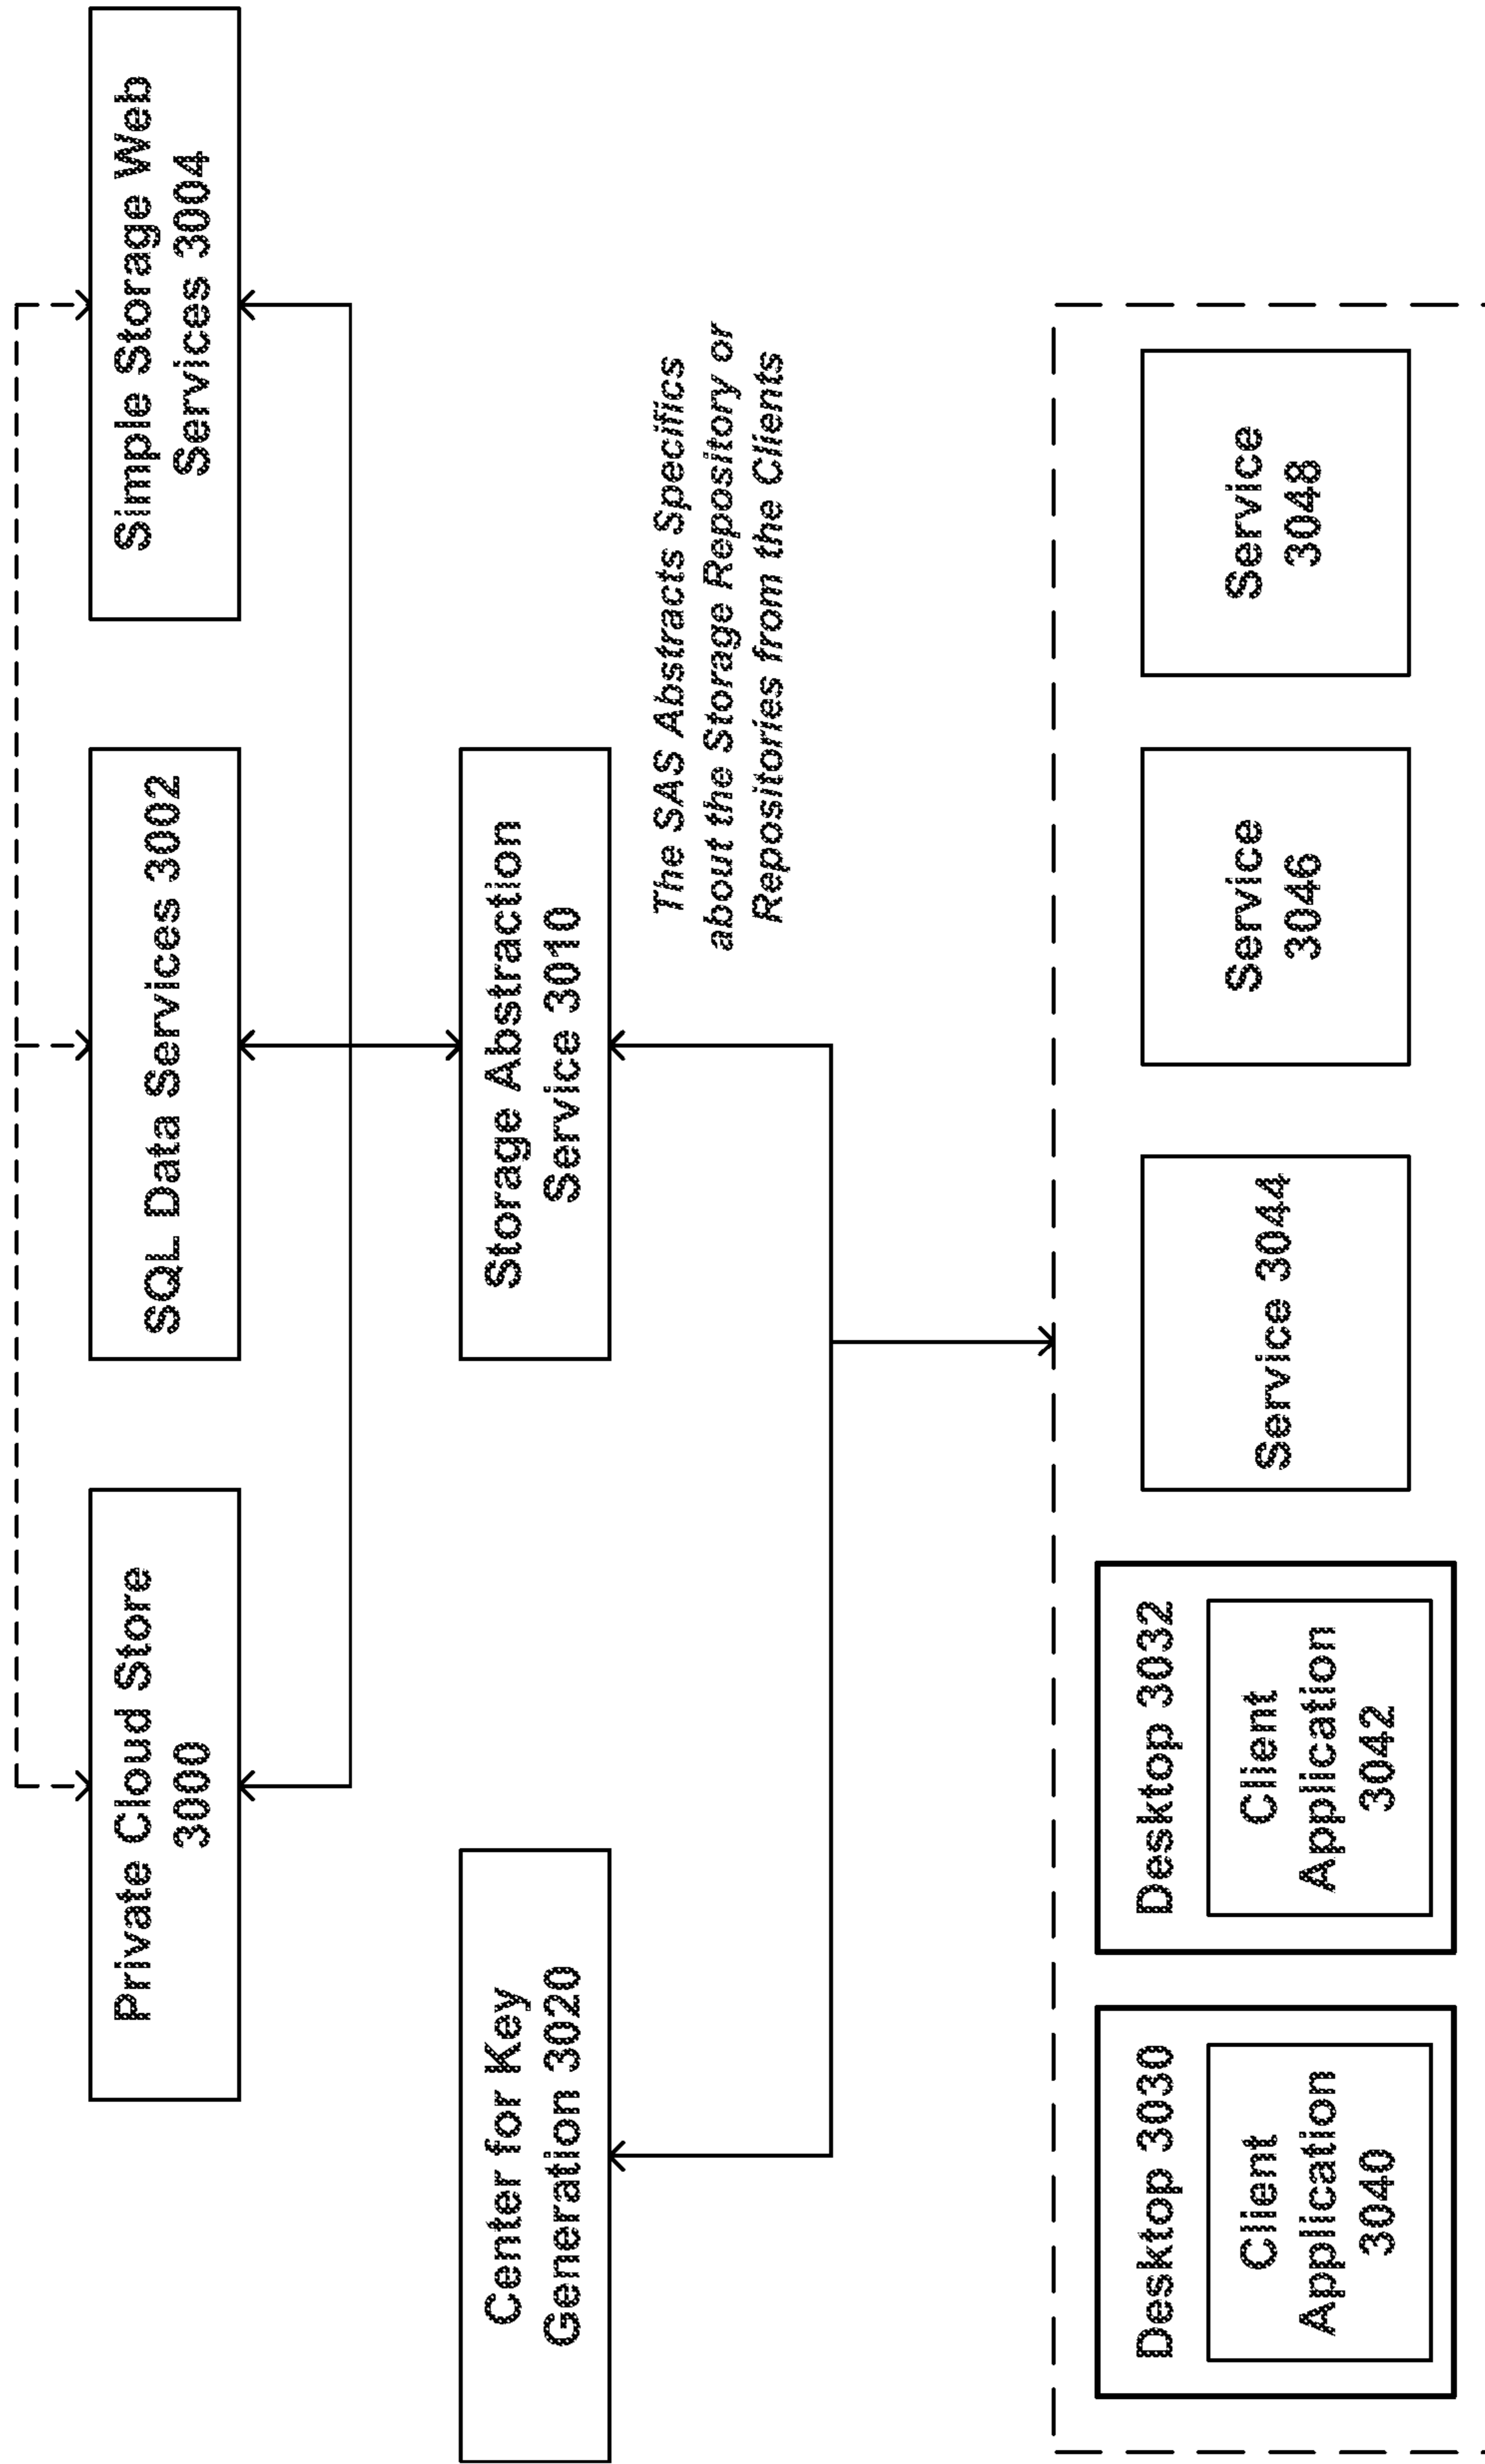 Private Cloud Store
3000
SQL Data Services 3002
Simple Storage Web
Services 3004
Center for Key
Generation 3020
Storage Abstraction
Service 3010
The SAS Abstracts Specifics
about the Storage Repository or
Repositories from the Clients
Desktop 3030
Client
Application
3040
Desktop 3032
Client
Application
3042
Service 3044
Service
3046
Service
3048